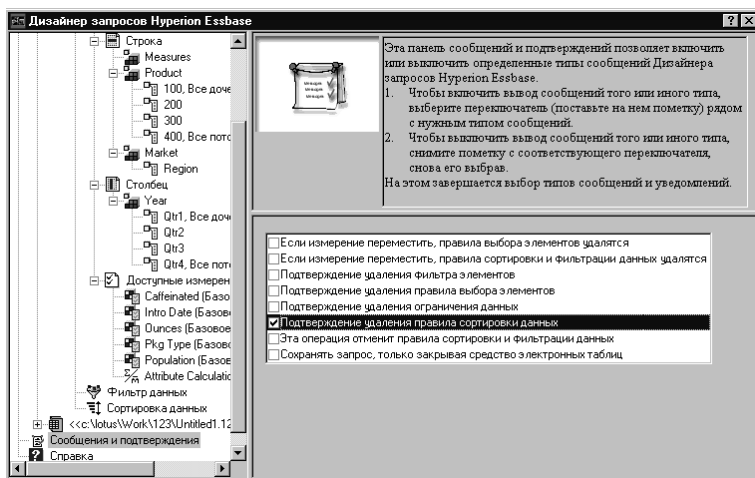 Дизайнер запросов Hyperion Essbase
Строка
Measures
Product
100, Все доче
200
300
400, Все пото
Market
Region
Столбец
Year
Qtr1, Все доч
Qtr2
Qtr3
Qtr4, Все пот
Доступные измерен
Caffeinated (Базо
Intro Date (Базов
Ounces (Базовое
Pkg Type (Базов
Population (Базов
Attribute Calculatic
Фильтр данных
Сортировка данных
<<c:\lotus\Work\123\Untitled1.12
Сообщения и подтверждения
Справка
Эта панель сообщений и подтверждений позволяет включить
или выключить определенные типы сообщений Дизайнера
запросов Hyperion Essbase.
1. Чтобы включить вывод сообщений того или иного типа,
выберите переключатель (поставьте на нем пометку) рядом
с нужным типом сообщений.
2. Чтобы выключить вывод сообщений того или иного типа,
снимите пометку с соответствующего переключателя,
снова его выбрав.
На этом завершается выбор типов сообщений и уведомлений.
Если измерение переместить, правила выбора элементов удалятся
Если измерение переместить, правила сортировки и фильтрации данных удалятся
Подтверждение удаления фильтра элементов
Подтверждение удаления правила выбора элементов
Подтверждение удаления ограничения данных
Подтверждение удаления правила сортировки данных
Эта операция отменит правила сортировки и фильтрации данных
Сохранять запрос, только закрывая средство электронных таблиц